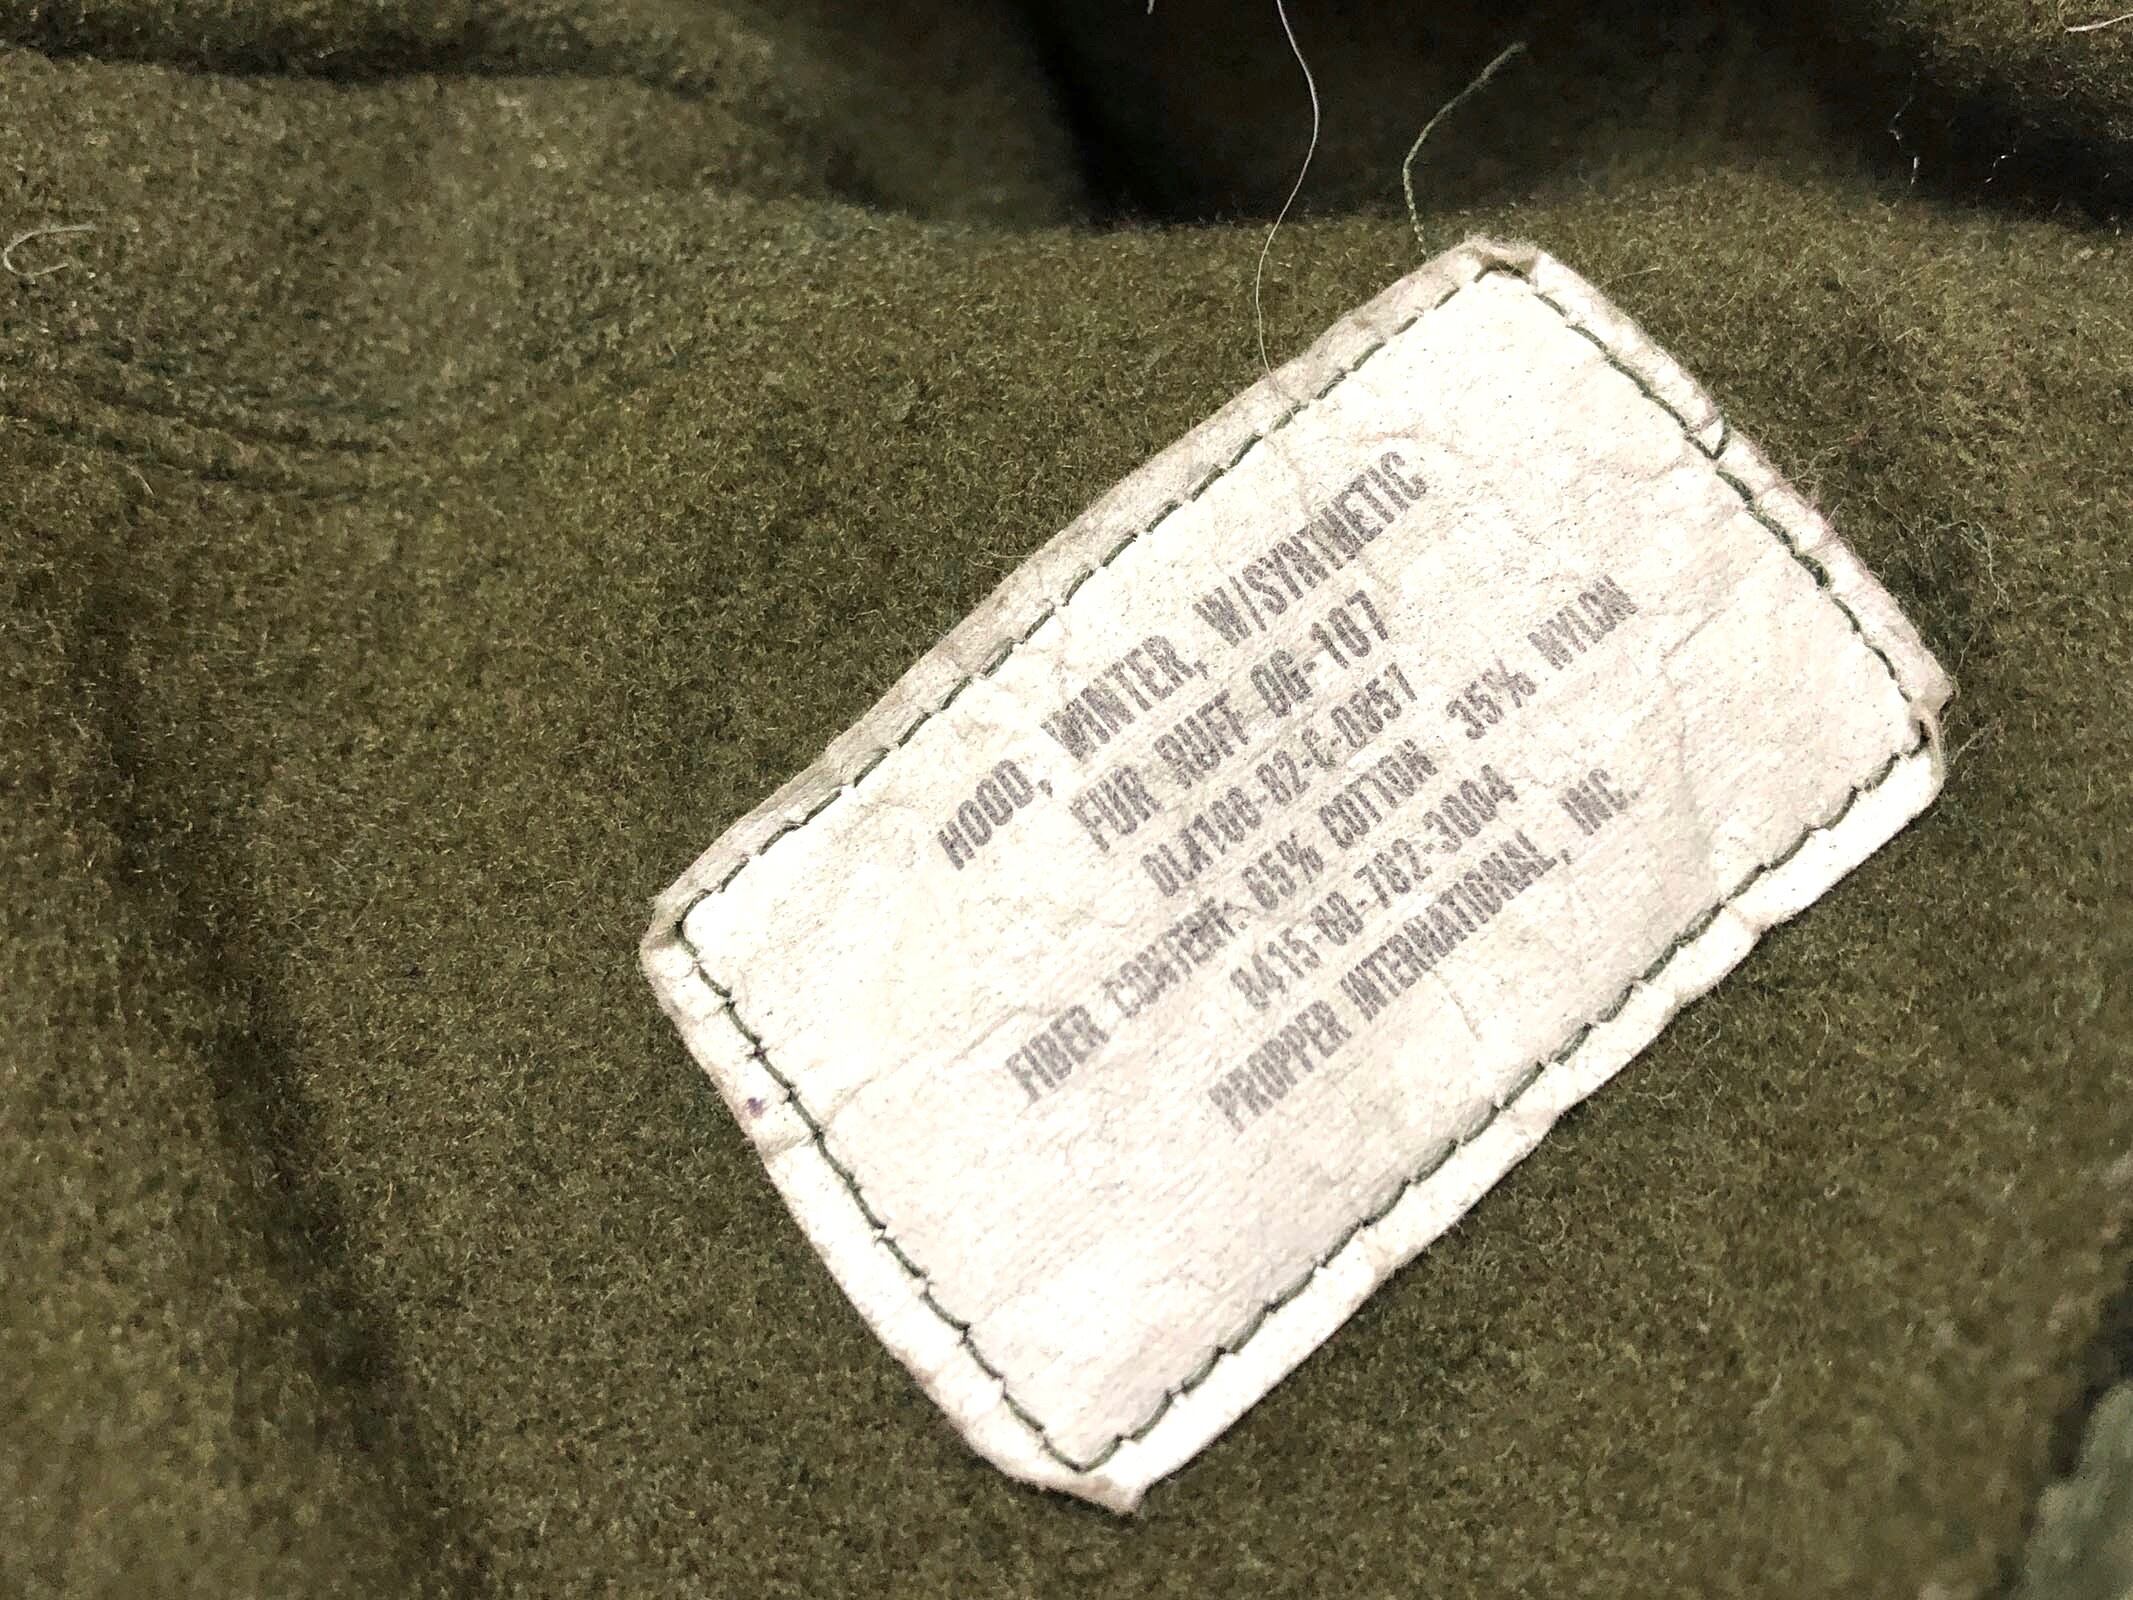 HOOD, WINTER, W/SYNTHETIC
FUR RUFF OG-107
DLA100-82-C-0857
FIBER CONTENT: 65% COTTON 35% NYLON
8415-00-782-3004
PROPPER INTERNATIONAL, INC.